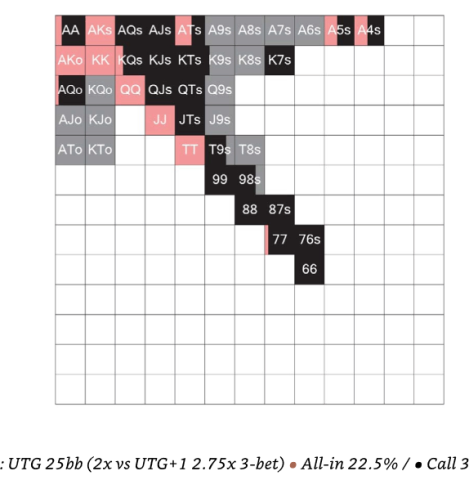 AA AKs AQs AJs ATs A9s A8s A7s A6s A5s A4s
AKo KK KQs KJs KTs K9s K8s K7s
AQo KQo QQ QJs QTs Q9s
AJo KJo JJ JTs J9s
ATo KTo TT T9s T8s
99 98s
88 87s
77 76s
66
: UTG 25bb (2x vs UTG+1 2.75x 3-bet) • All-in 22.5% / • Call 3